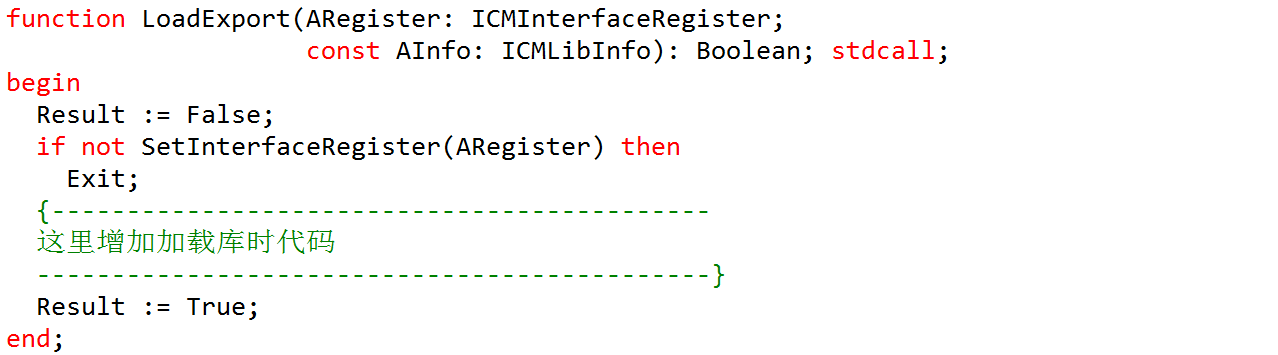 function LoadExport(ARegister: ICMInterfaceRegister;
                    const AInfo: ICMLibInfo): Boolean; stdcall;
begin
  Result := False;
  if not SetInterfaceRegister(ARegister) then
    Exit;
  {--------------------------------------------
  这里增加加载库时代码
  ---------------------------------------------}
  Result := True;
end;